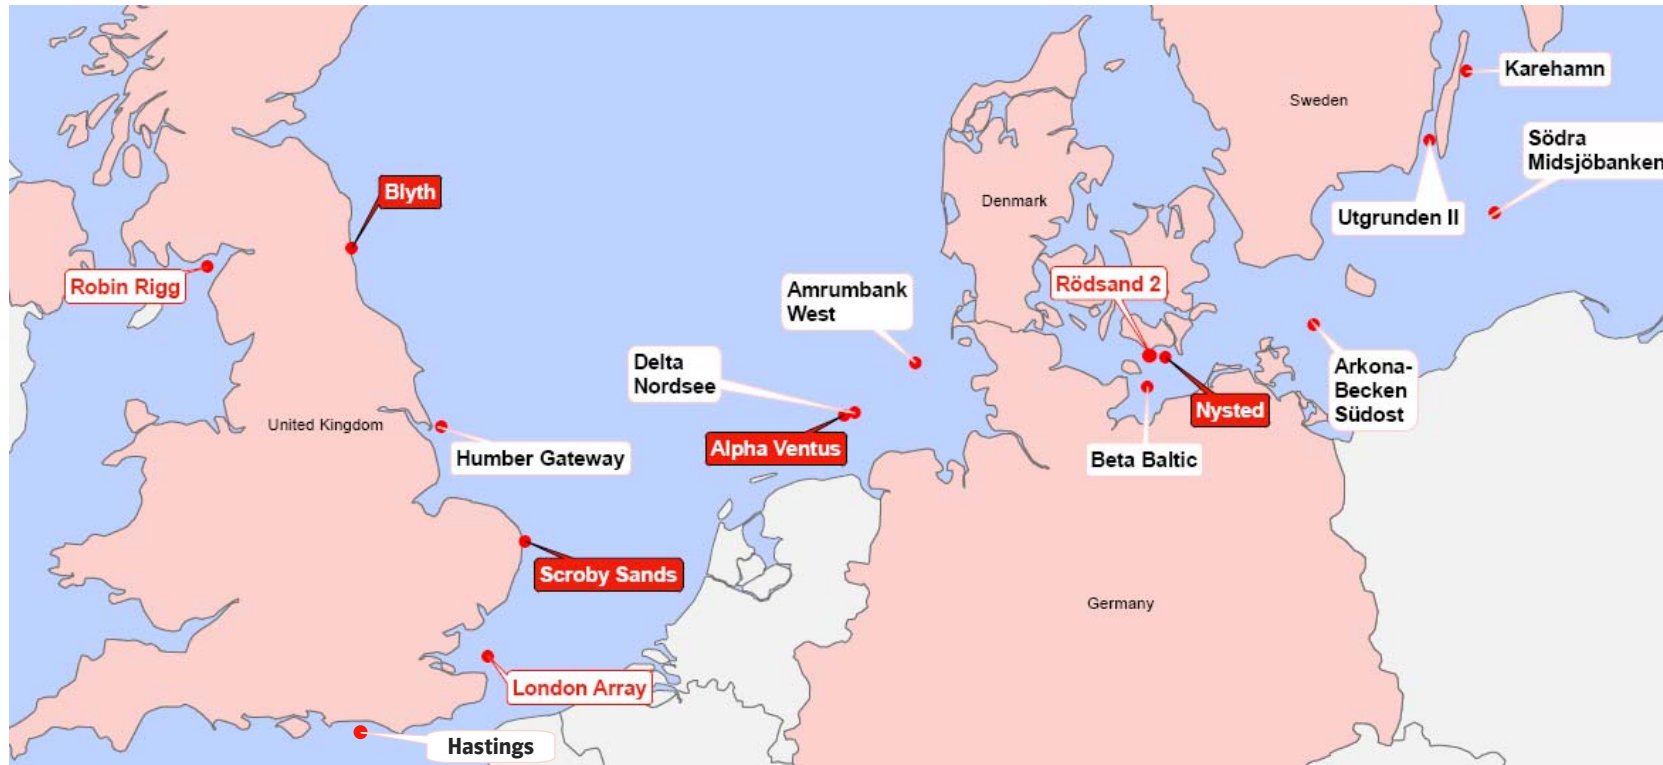 Karehamn
Sweden
Södra
Midsjöbanken
Blyth
Denmark
Utgrunden II
Robin Rigg
Amrumbank
West
Rödsand 2
Delta
Nordsee
Arkona-
Becken
Südost
Nysted
United Kingdom
Alpha Ventus
Humber Gateway
Beta Baltic
Scroby Sands
Germany
London Array
Hastings